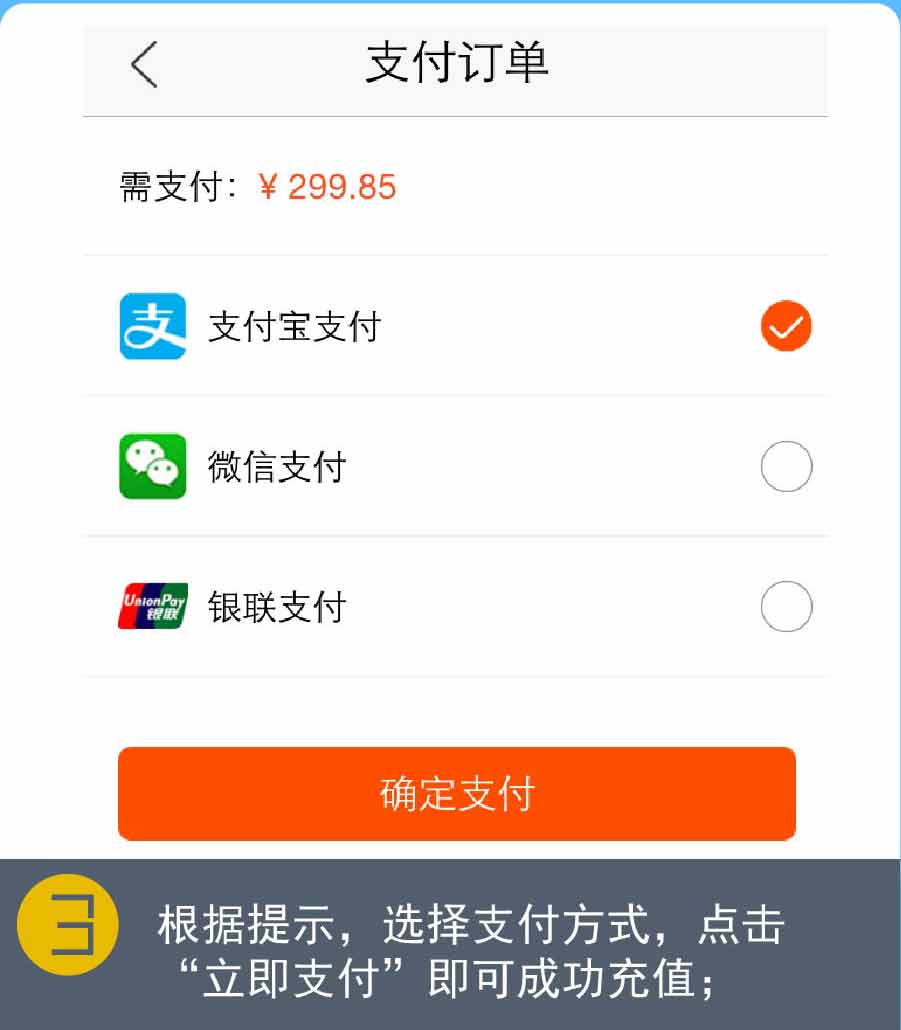 支付订单
需支付：¥ 299.85
支 支付宝支付
微信支付
UnionPay
银联
银联支付
确定支付
3
根据提示，选择支付方式，点击
“立即支付”即可成功充值；